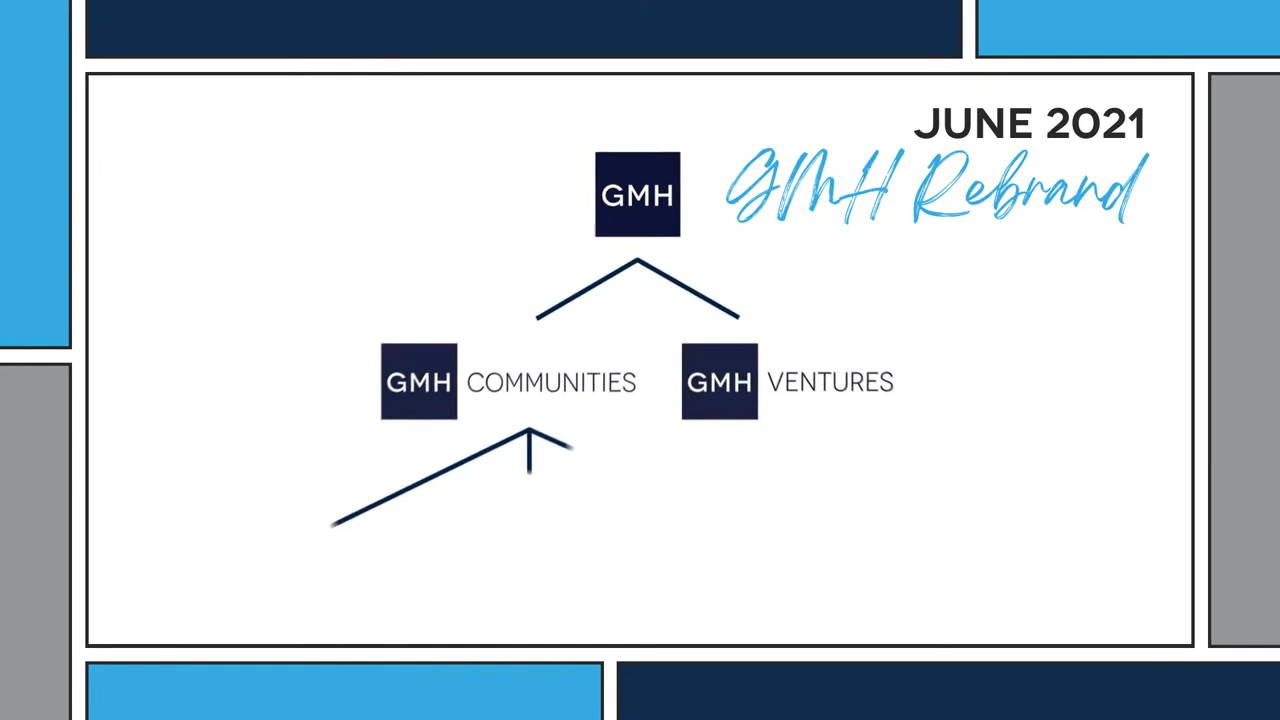 JUNE 2021
GMH Rebrand
GMH
GMH COMMUNITIES
GMH VENTURES